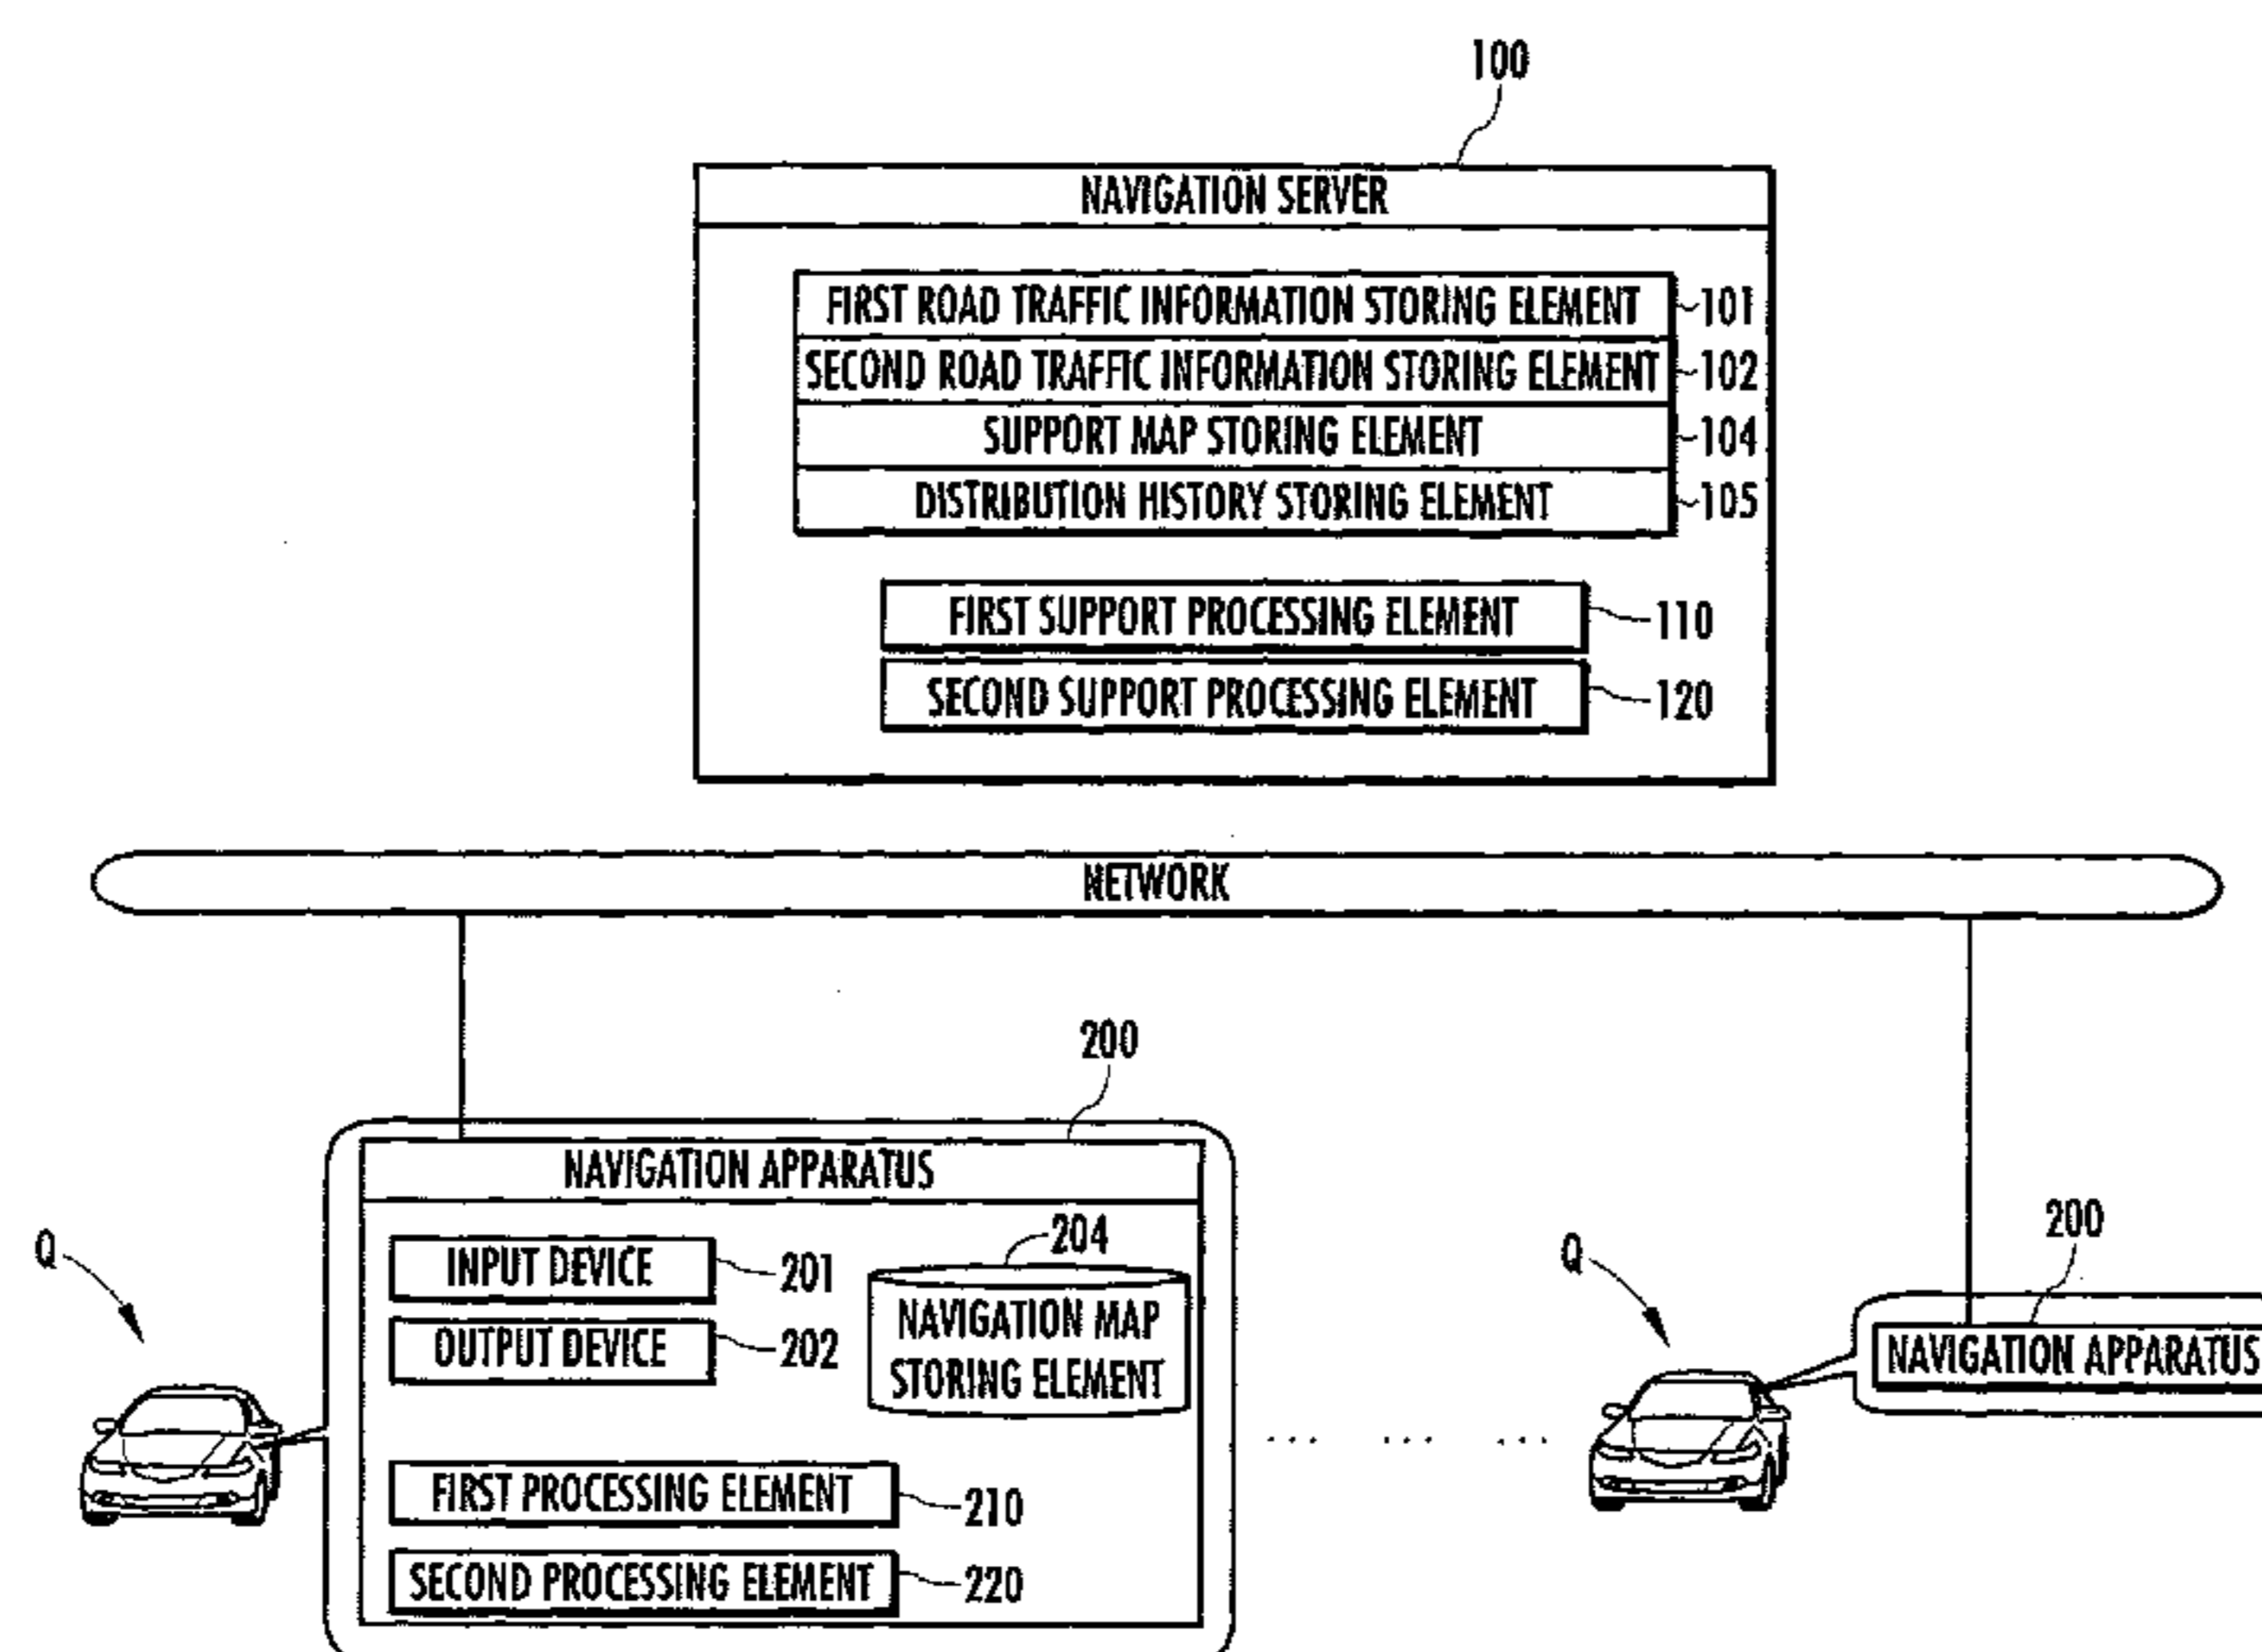 100
NAVIGATION SERVER
FIRST ROAD TRAFFIC INFORMATION STORING ELEMENT 101
SECOND ROAD TRAFFIC INFORMATION STORING ELEMENT 102
SUPPORT MAP STORING ELEMENT 104
DISTRIBUTION HISTORY STORING ELEMENT 105
FIRST SUPPORT PROCESSING ELEMENT 110
SECOND SUPPORT PROCESSING ELEMENT 120
NETWORK
200
NAVIGATION APPARATUS
Q
INPUT DEVICE 201
OUTPUT DEVICE 202
204
NAVIGATION MAP
STORING ELEMENT
FIRST PROCESSING ELEMENT 210
SECOND PROCESSING ELEMENT 220
... ... ...
Q
200
NAVIGATION APPARATUS